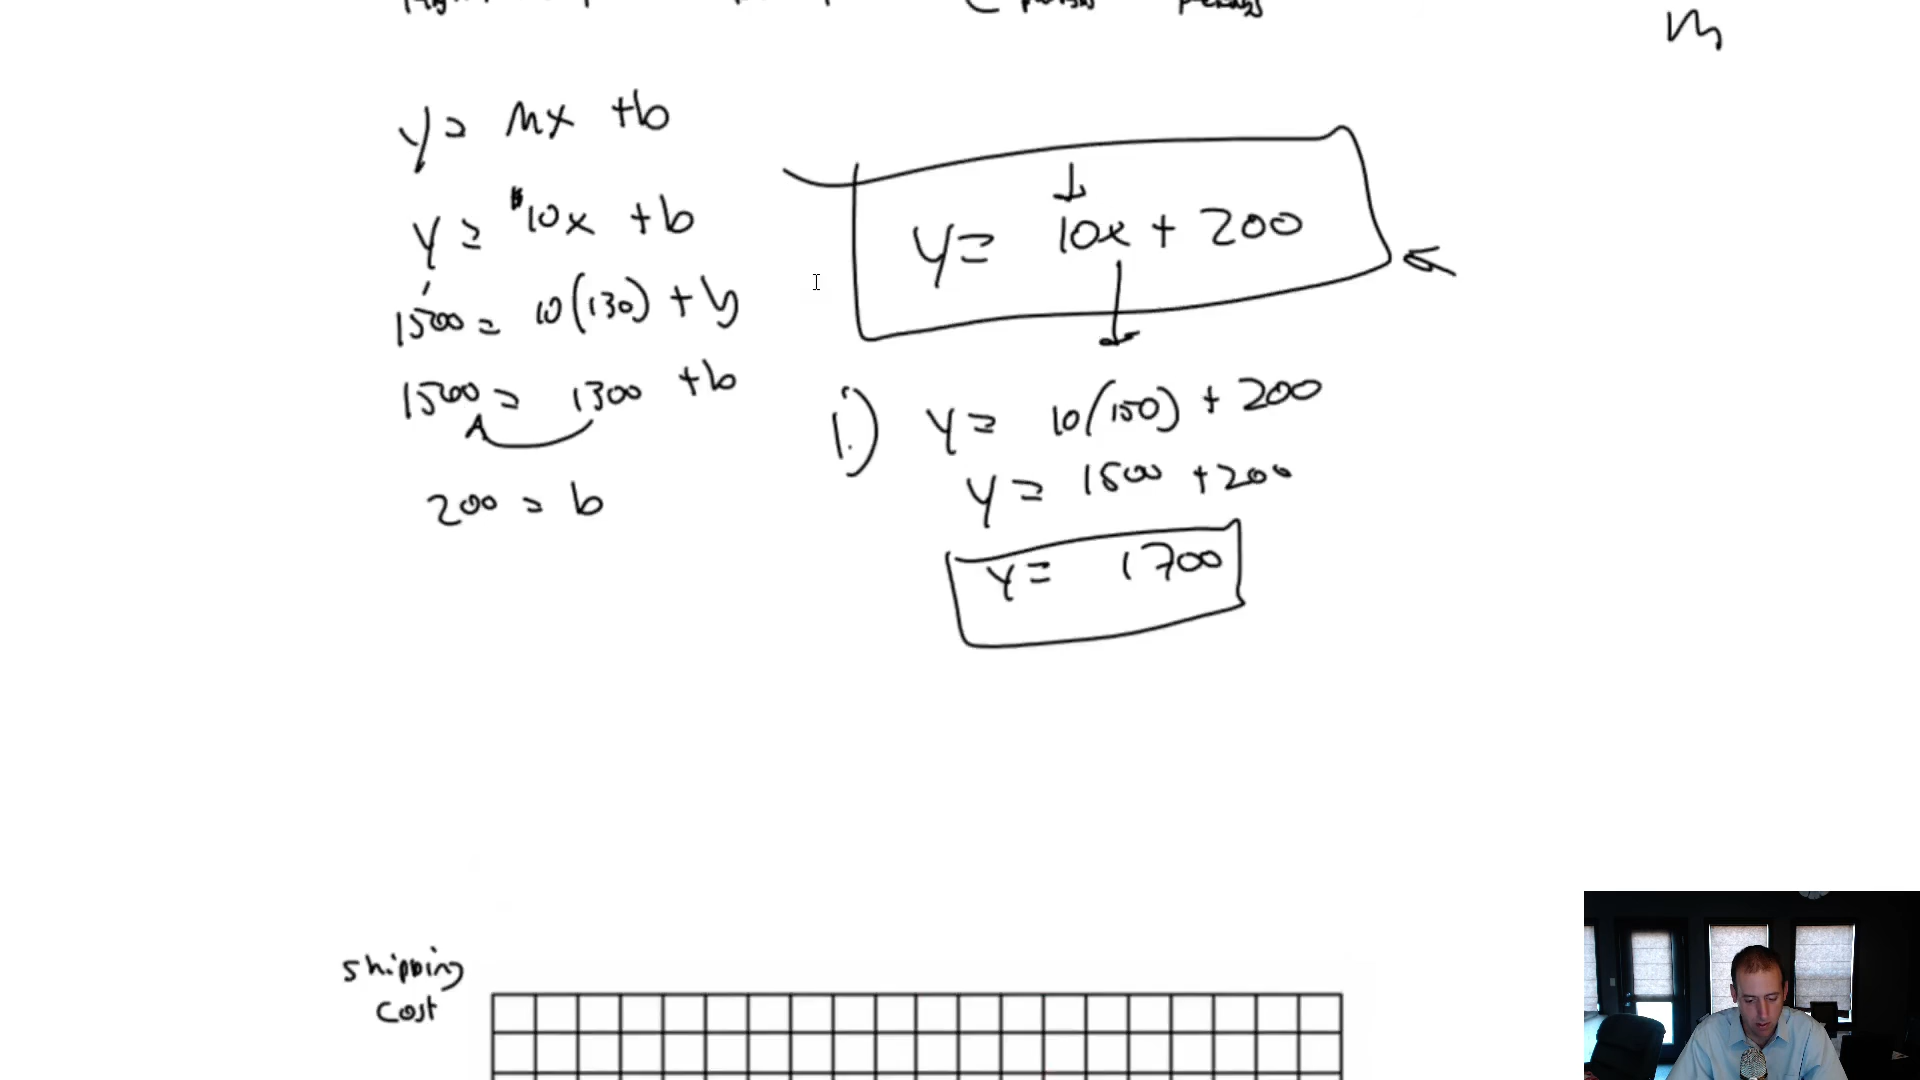 m
y = mx + b
y = 10x + b
1500 = 10(130) + b
1500 = 1300 + b
200 = b
y = 10x + 200
1.) y = 10(150) + 200
y = 1500 + 200
y = 1700
shipping
cost